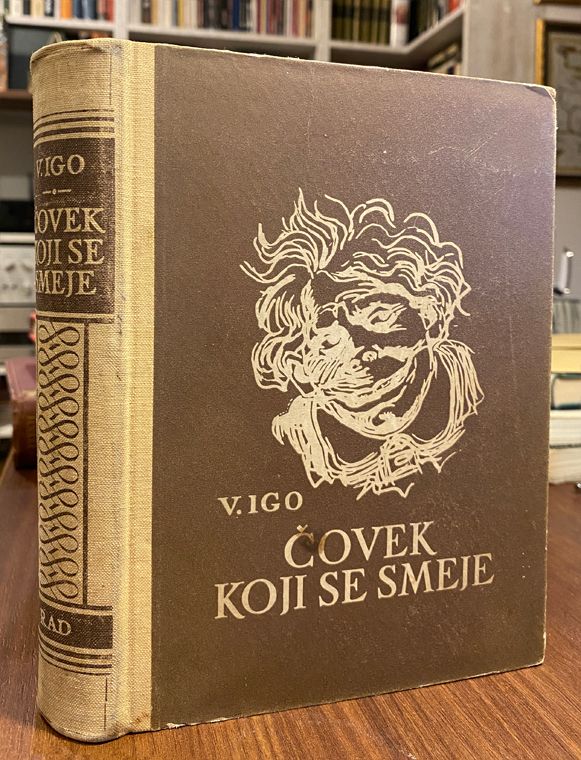 V. IGO
ČOVEK
KOJI SE
SMEJE
RAD
V. IGO
ČOVEK
KOJI SE SMEJE